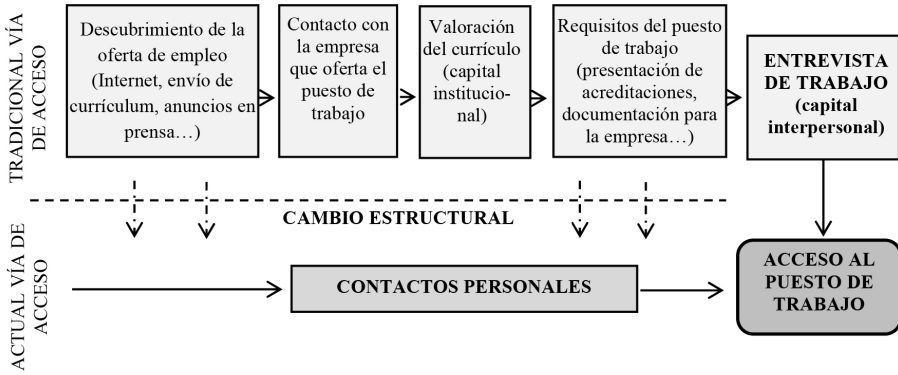 TRADICIONAL VÍA
DE ACCESO
Descubrimiento de la
oferta de empleo
(Internet, envío de
currículum, anuncios en
prensa…)
Contacto con
la empresa
que oferta el
puesto de
trabajo
Valoración
del currículo
(capital
institucio-
nal)
Requisitos del puesto
de trabajo
(presentación de
acreditaciones,
documentación para
la empresa…)
ENTREVISTA
DE TRABAJO
(capital
interpersonal)
CAMBIO ESTRUCTURAL
ACTUAL VÍA DE
ACCESO
CONTACTOS PERSONALES
ACCESO AL
PUESTO DE
TRABAJO